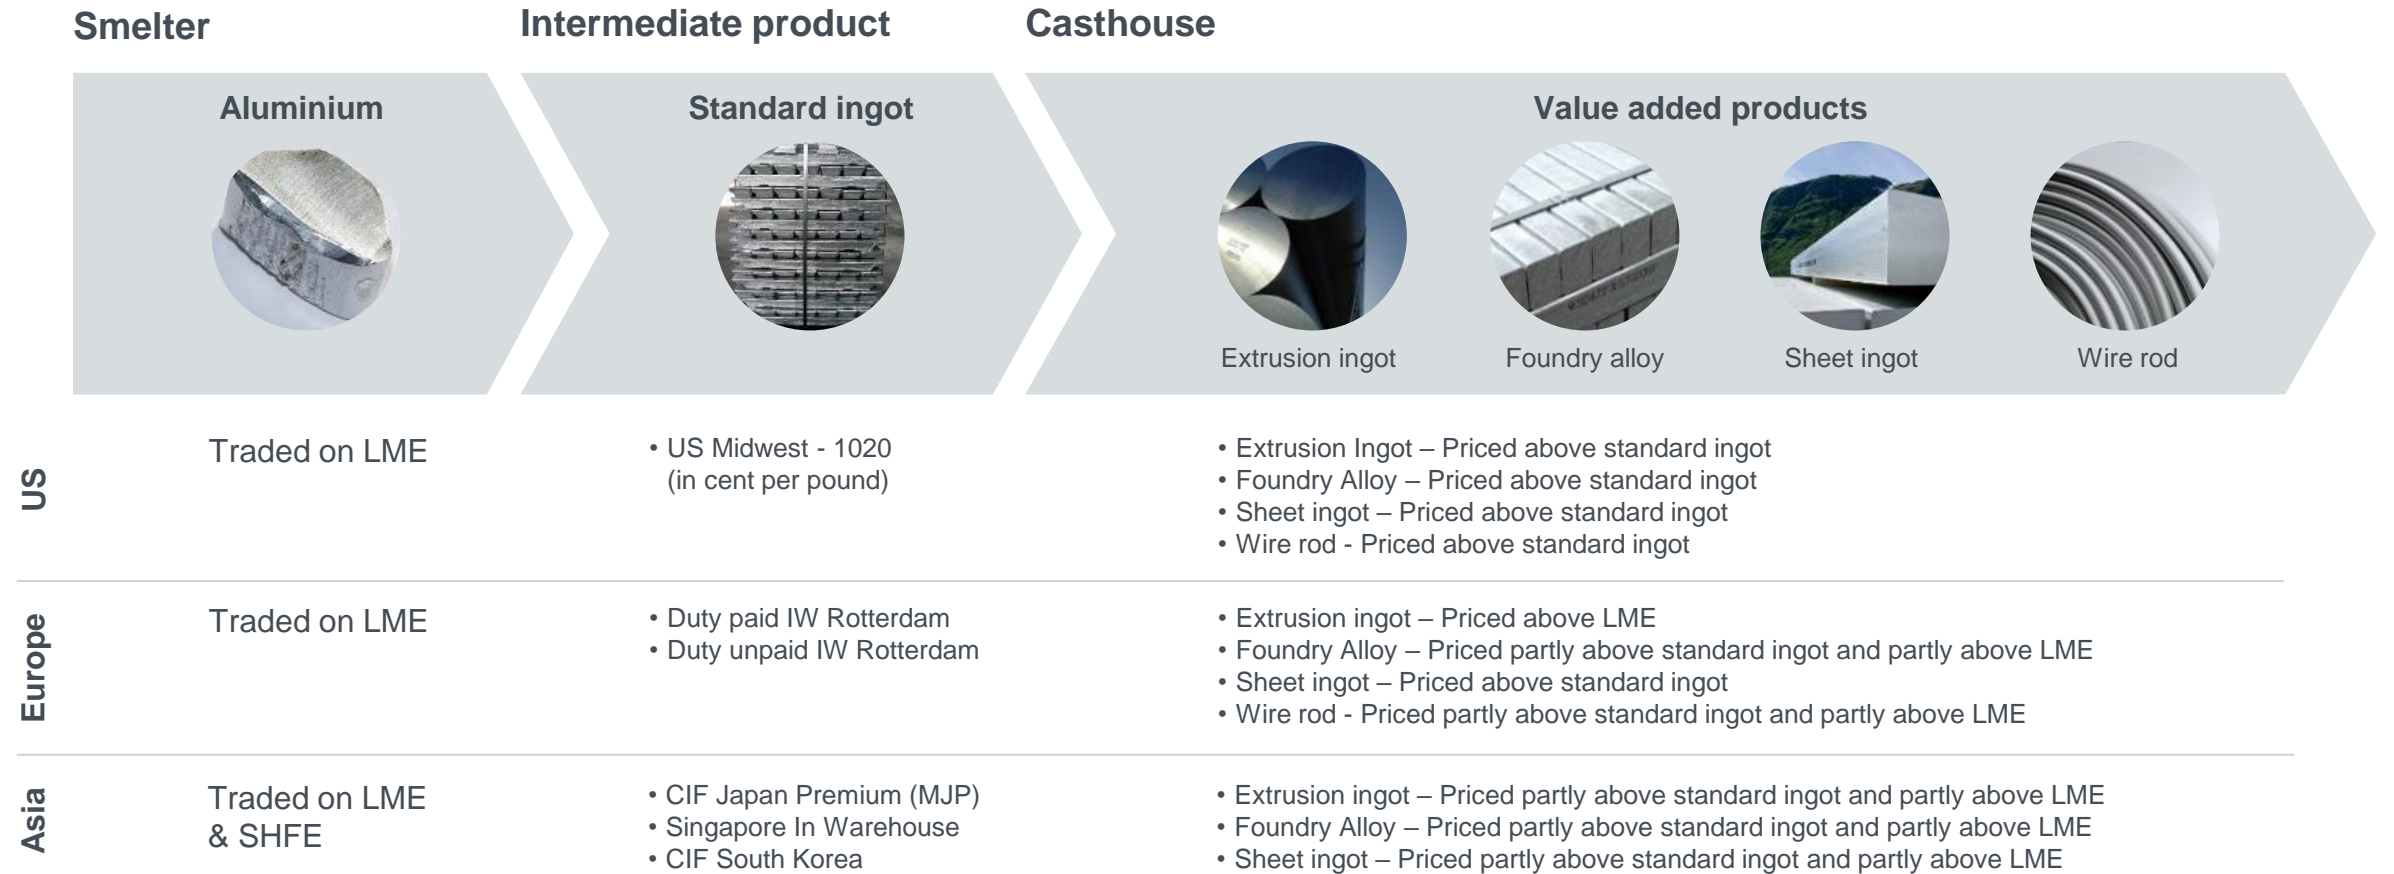 Smelter
Intermediate product
Casthouse
Aluminium
Standard ingot
Value added products
Extrusion ingot
Foundry alloy
Sheet ingot
Wire rod
US
Traded on LME
• US Midwest - 1020
(in cent per pound)
• Extrusion Ingot – Priced above standard ingot
• Foundry Alloy – Priced above standard ingot
• Sheet ingot – Priced above standard ingot
• Wire rod - Priced above standard ingot
Europe
Traded on LME
• Duty paid IW Rotterdam
• Duty unpaid IW Rotterdam
• Extrusion ingot – Priced above LME
• Foundry Alloy – Priced partly above standard ingot and partly above LME
• Sheet ingot – Priced above standard ingot
• Wire rod - Priced partly above standard ingot and partly above LME
Asia
Traded on LME
& SHFE
• CIF Japan Premium (MJP)
• Singapore In Warehouse
• CIF South Korea
• Extrusion ingot – Priced partly above standard ingot and partly above LME
• Foundry Alloy – Priced partly above standard ingot and partly above LME
• Sheet ingot – Priced partly above standard ingot and partly above LME